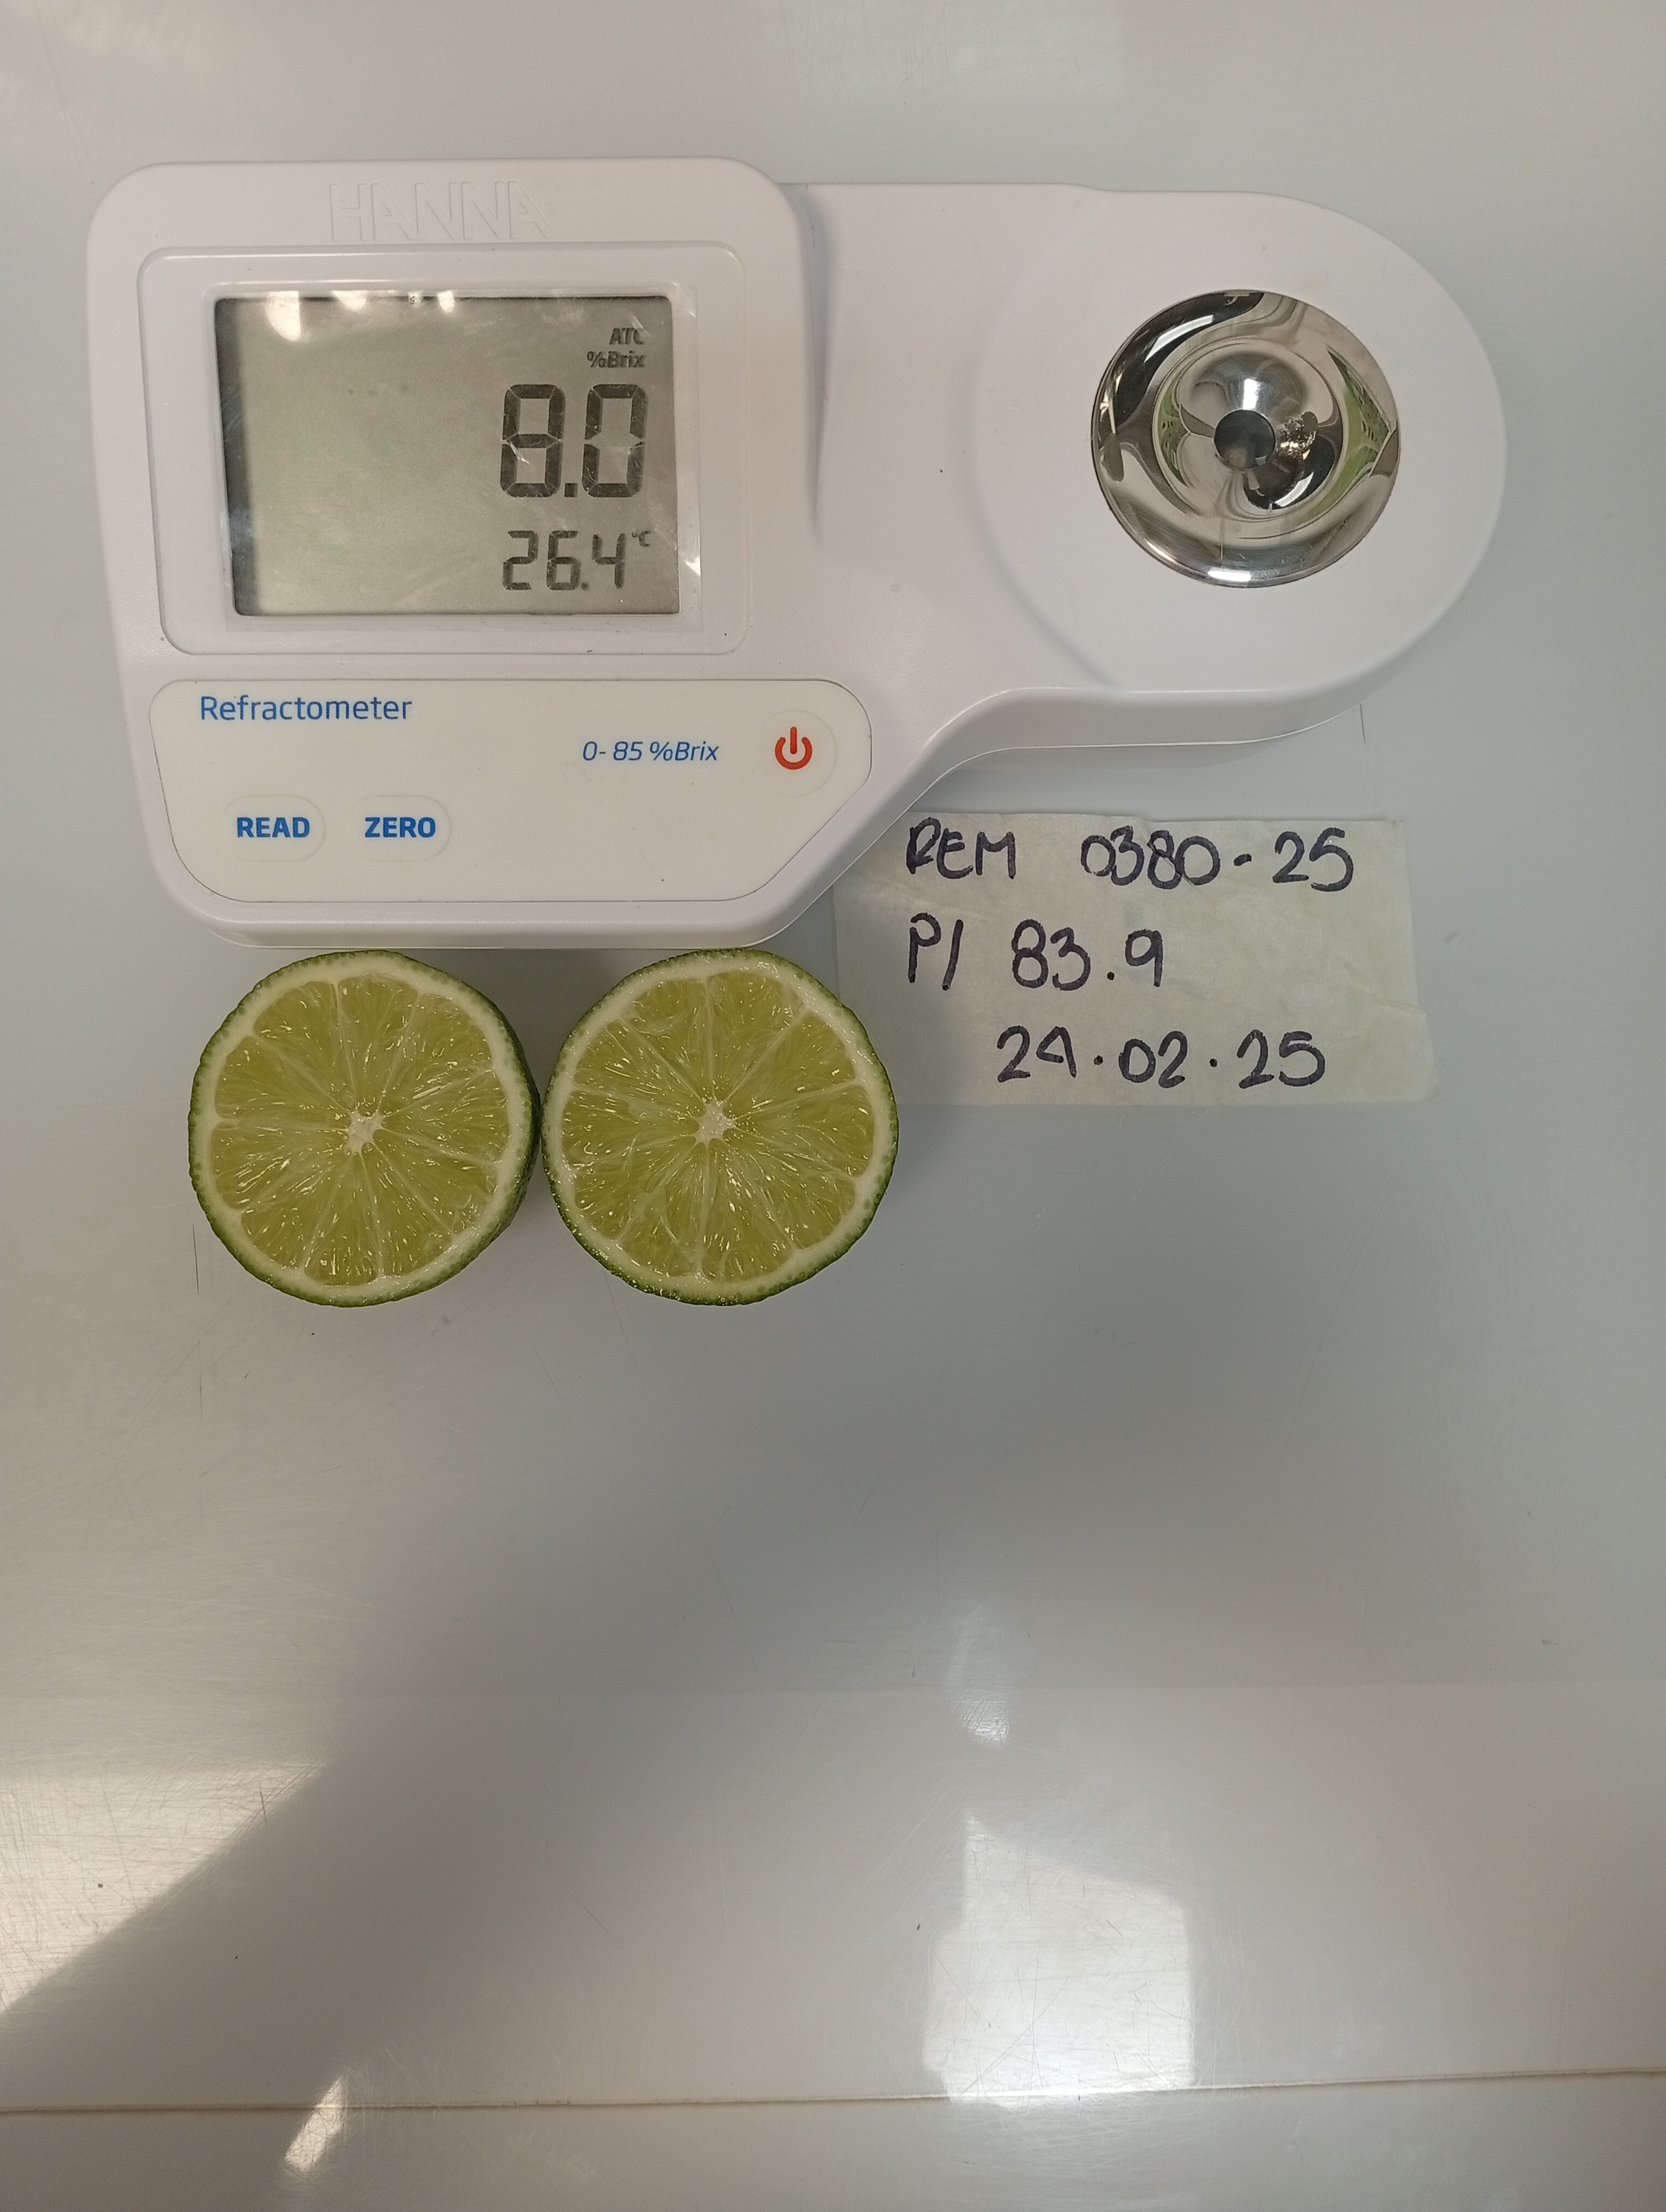 HANNA
ATC
%Brix
8.0
26.4°C
Refractometer
0-85 %Brix
READ ZERO
REM 0380-25
P/ 83.9
24.02.25